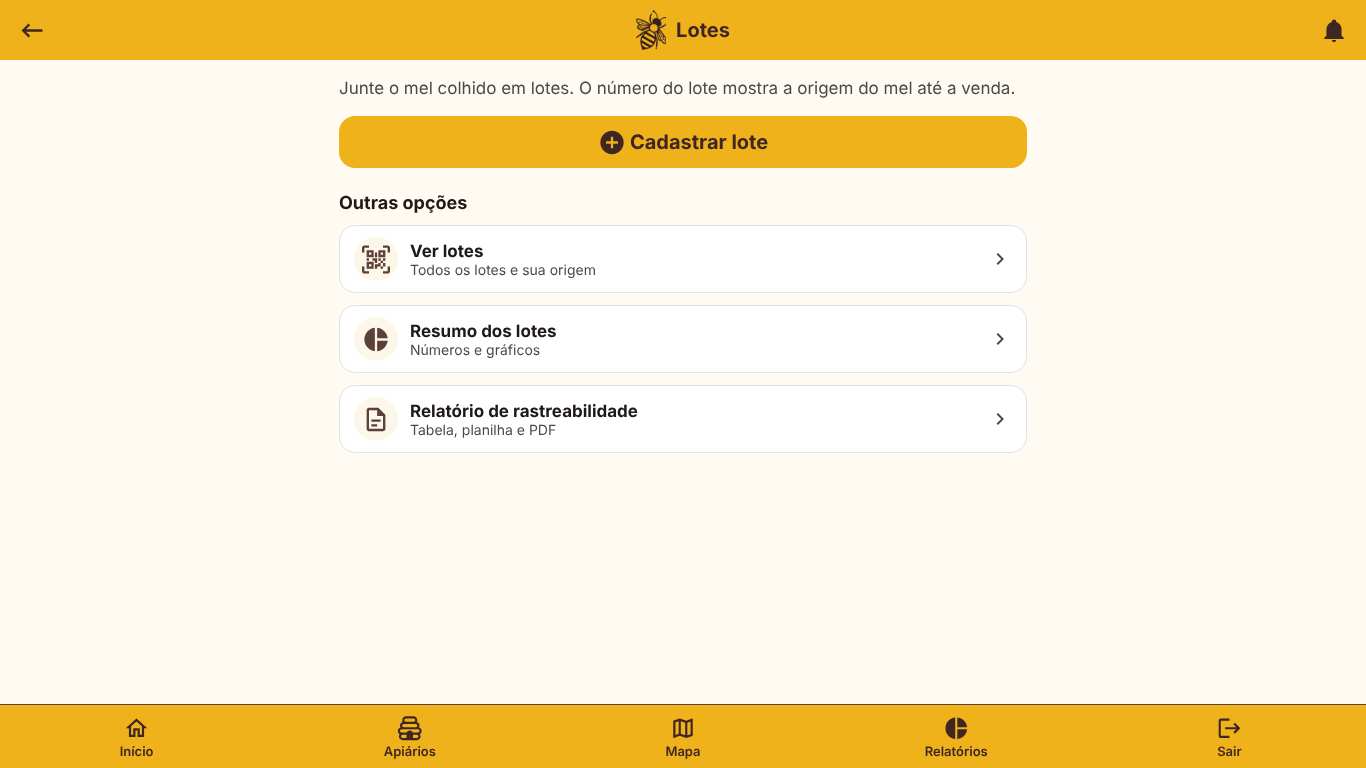 Lotes
Junte o mel colhido em lotes. O número do lote mostra a origem do mel até a venda.
Cadastrar lote
Outras opções
Ver lotes
Todos os lotes e sua origem
Resumo dos lotes
Números e gráficos
Relatório de rastreabilidade
Tabela, planilha e PDF
Início
Apiários
Mapa
Relatórios
Sair